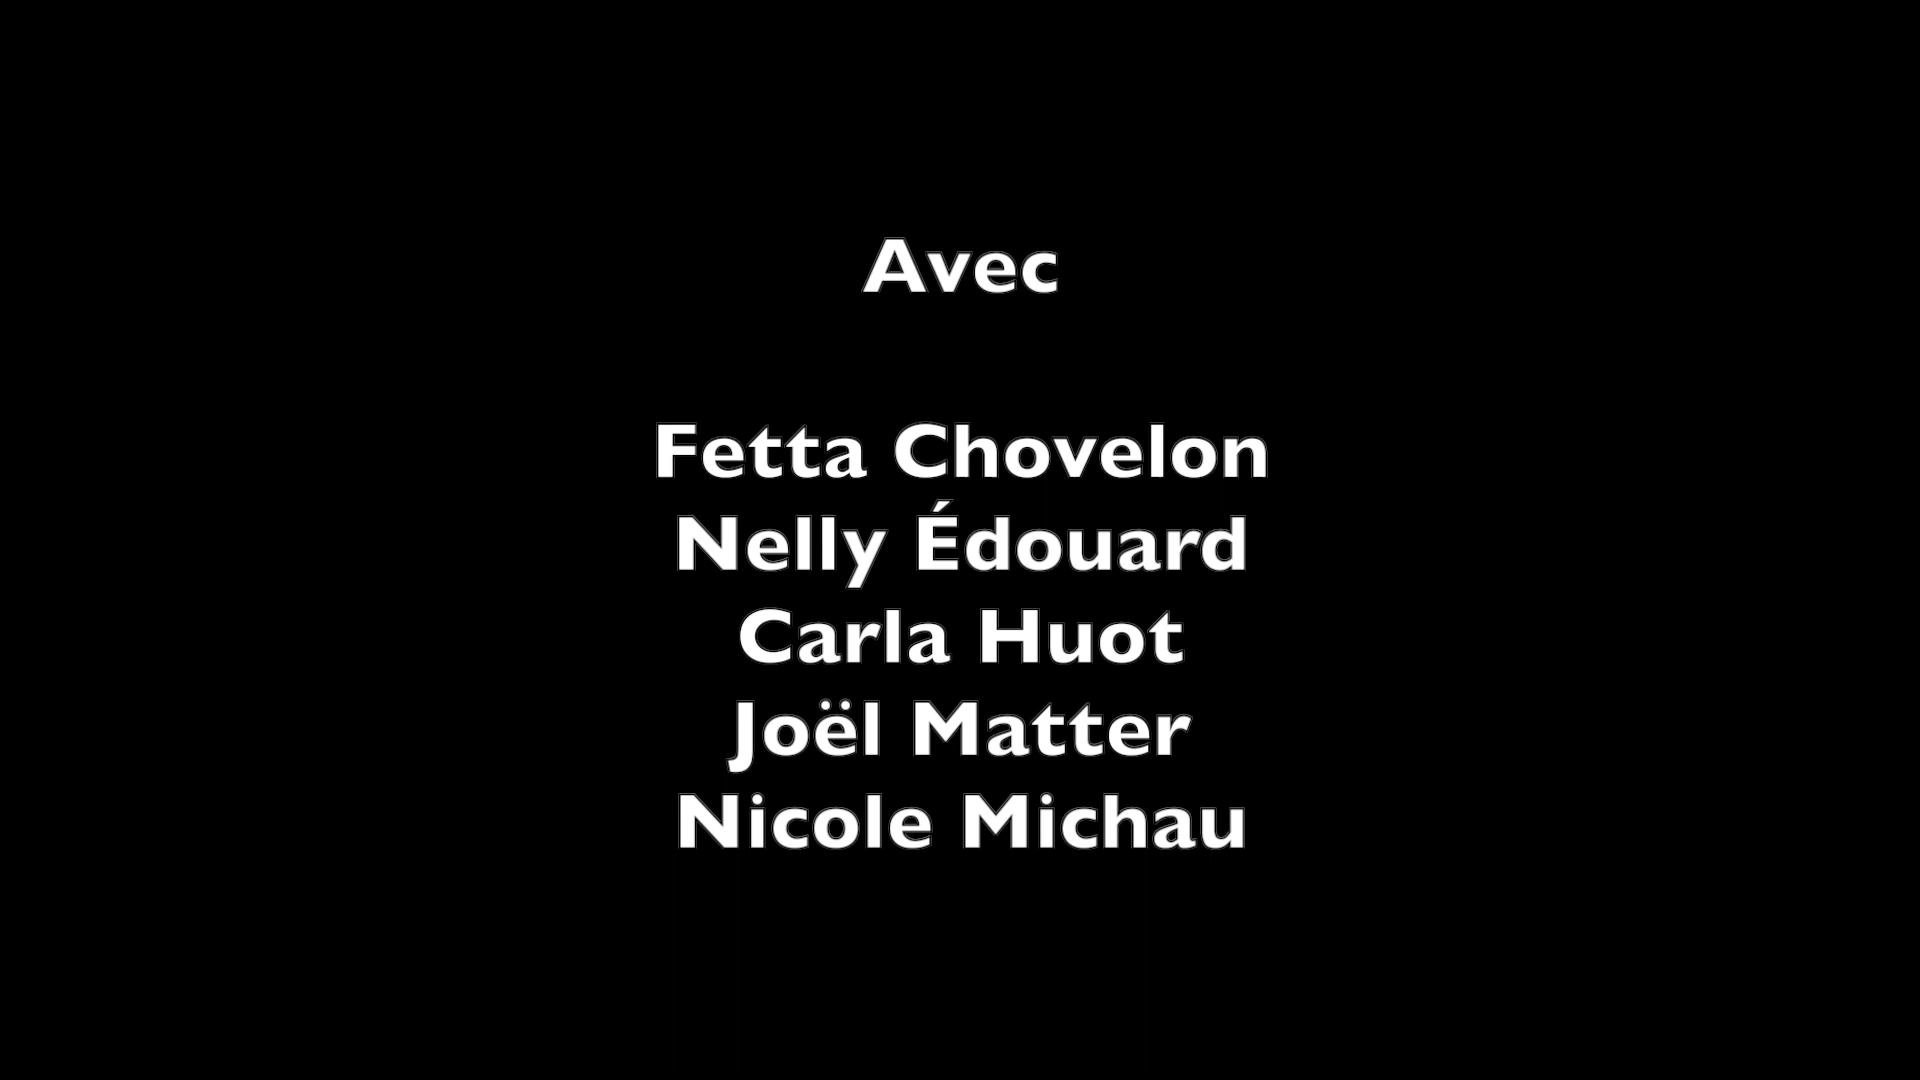 Avec
Fetta Chovelon
Nelly Édouard
Carla Huot
Joël Matter
Nicole Michau